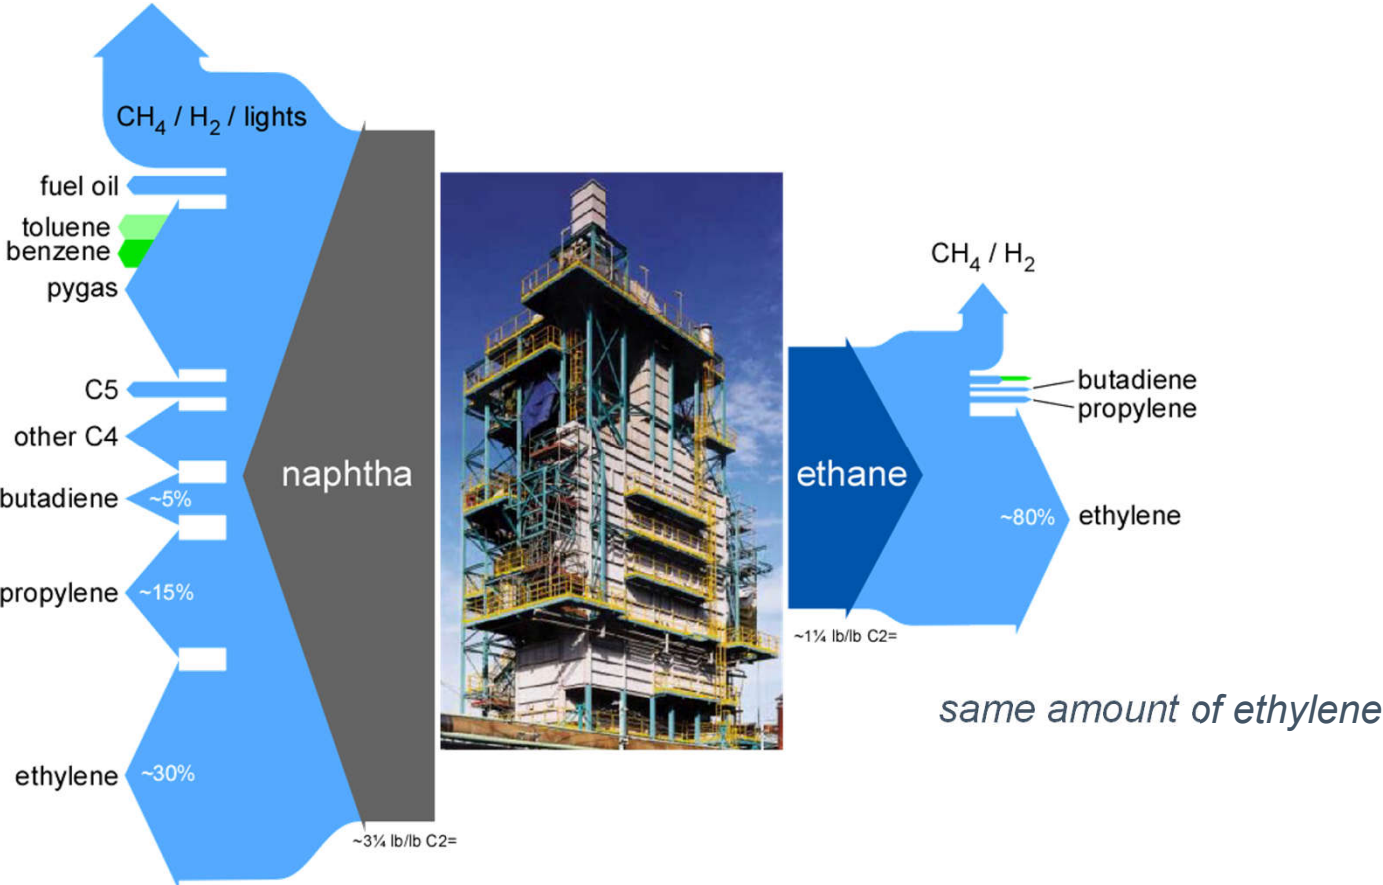 CH₄ / H₂ / lights
fuel oil
toluene
benzene
pygas
C5
other C4
butadiene
~5%
propylene
~15%
ethylene
~30%
naphtha
~3¼ lb/lb C2=
ethane
~1¼ lb/lb C2=
CH₄ / H₂
butadiene
propylene
~80%
ethylene
same amount of ethylene